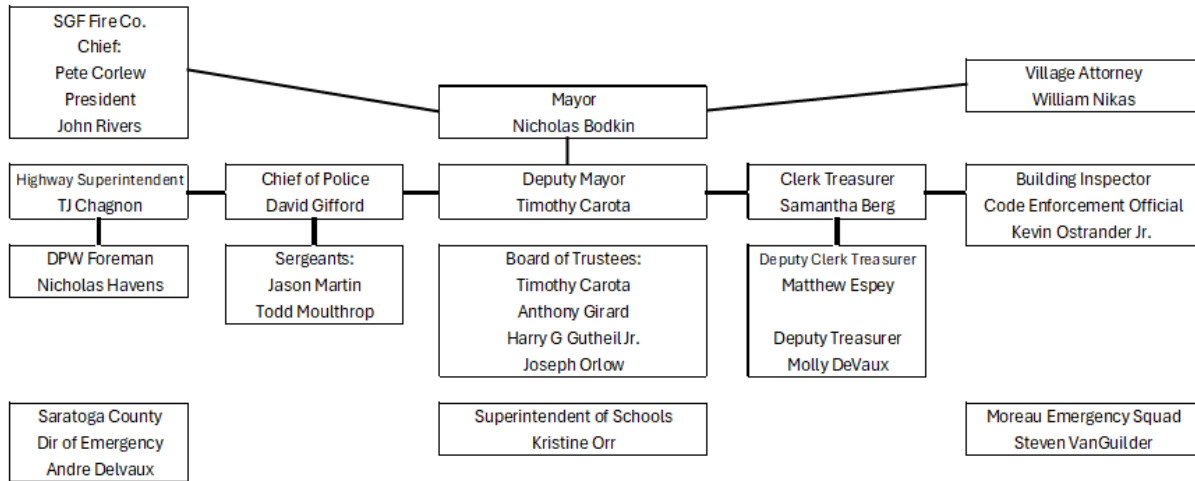 SGF Fire Co.
Chief:
Pete Corlew
President
John Rivers
Mayor
Nicholas Bodkin
Village Attorney
William Nikas
Highway Superintendent
TJ Chagnon
Chief of Police
David Gifford
Deputy Mayor
Timothy Carota
Clerk Treasurer
Samantha Berg
Building Inspector
Code Enforcement Official
Kevin Ostrander Jr.
DPW Foreman
Nicholas Havens
Sergeants:
Jason Martin
Todd Moulthrop
Board of Trustees:
Timothy Carota
Anthony Girard
Harry G Gutheil Jr.
Joseph Orlow
Deputy Clerk Treasurer
Matthew Espey
Deputy Treasurer
Molly DeVaux
Saratoga County
Dir of Emergency
Andre Delvaux
Superintendent of Schools
Kristine Orr
Moreau Emergency Squad
Steven VanGuilder